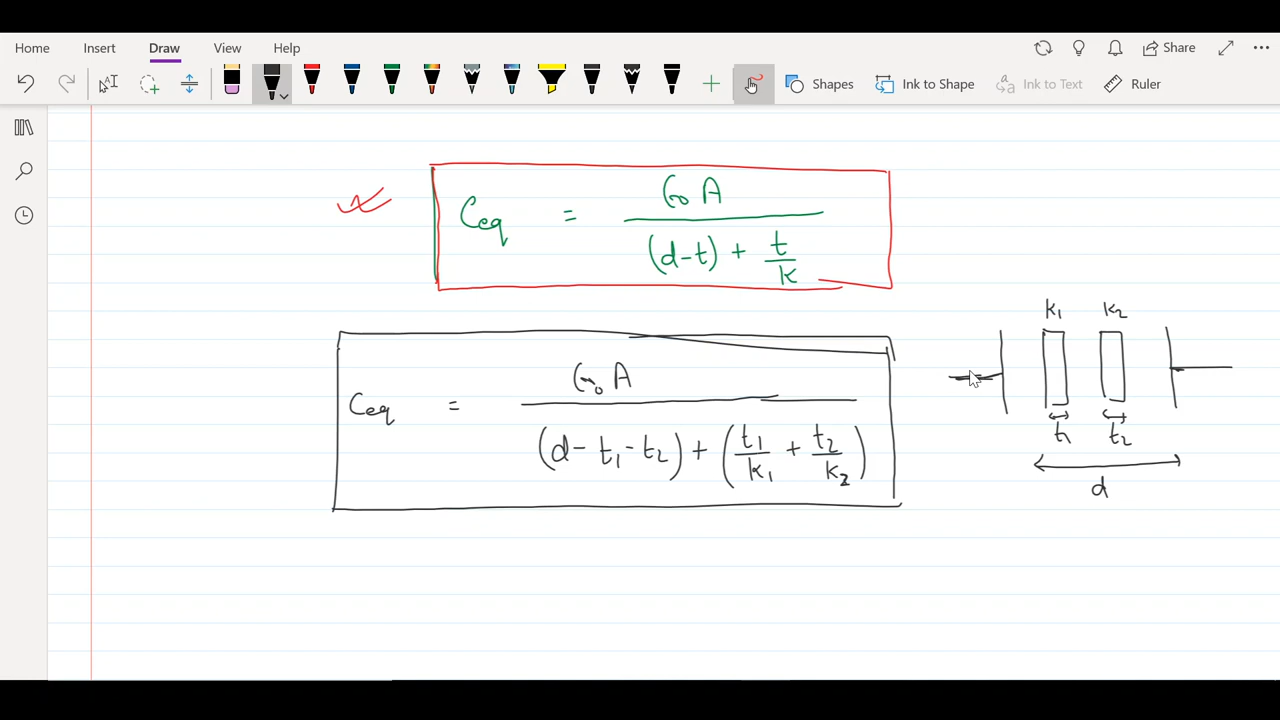 Home Insert Draw View Help Share
Shapes Ink to Shape Ink to Text Ruler
Ceq = ε₀A / ((d-t) + t/k)
k₁ k₂
Ceq = ε₀A / ((d-t₁-t₂) + (t₁/k₁ + t₂/k₂))
t₁ t₂
d